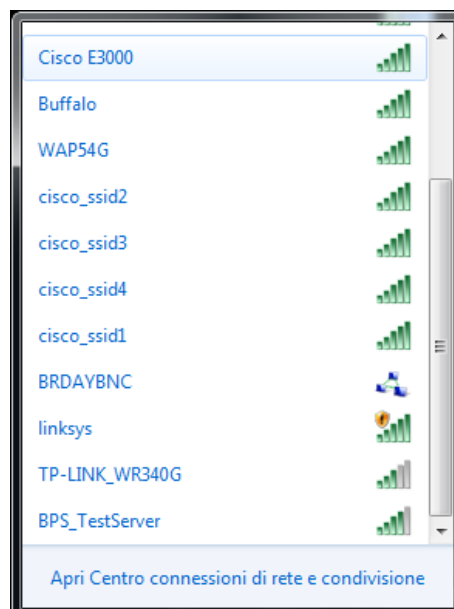 Cisco E3000
Buffalo
WAP54G
cisco_ssid2
cisco_ssid3
cisco_ssid4
cisco_ssid1
BRDAYBNC
linksys
TP-LINK_WR340G
BPS_TestServer
Apri Centro connessioni di rete e condivisione